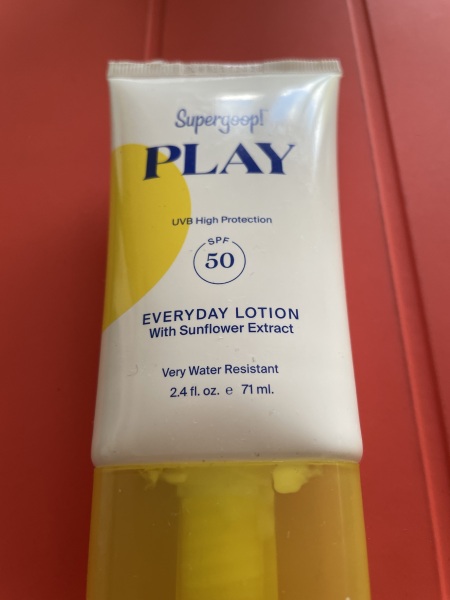 Supergoop!
PLAY
UVB High Protection
SPF
50
EVERYDAY LOTION
With Sunflower Extract
Very Water Resistant
2.4 fl. oz. ℮ 71 ml.